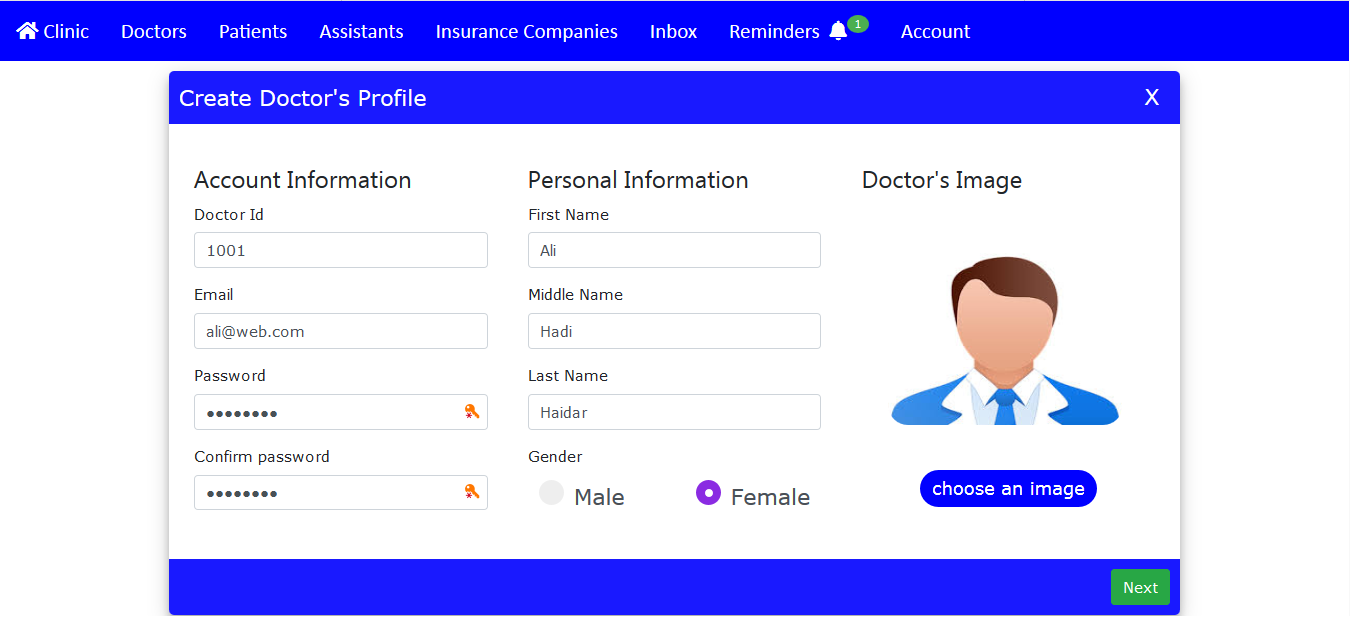 Clinic Doctors Patients Assistants Insurance Companies Inbox Reminders 1 Account
Create Doctor's Profile X
Account Information
Doctor Id
1001
Email
ali@web.com
Password
••••••••
Confirm password
••••••••
Personal Information
First Name
Ali
Middle Name
Hadi
Last Name
Haidar
Gender
Male Female
Doctor's Image
choose an image
Next